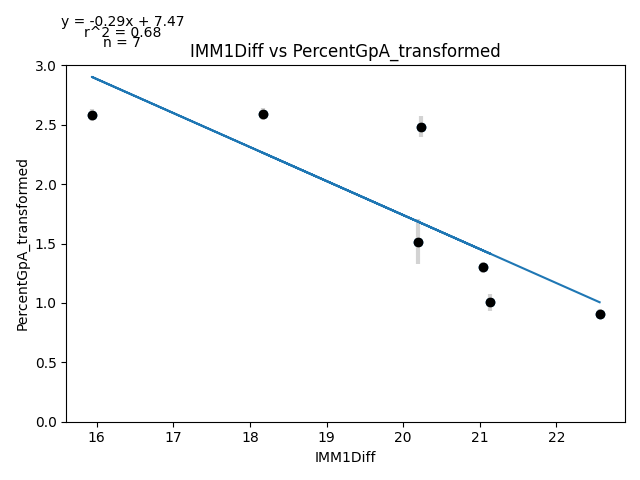 y = -0.29x + 7.47
r^2 = 0.68
n = 7
IMM1Diff vs PercentGpA_transformed
3.0
2.5
2.0
1.5
1.0
0.5
0.0
PercentGpA_transformed
16 17 18 19 20 21 22
IMM1Diff